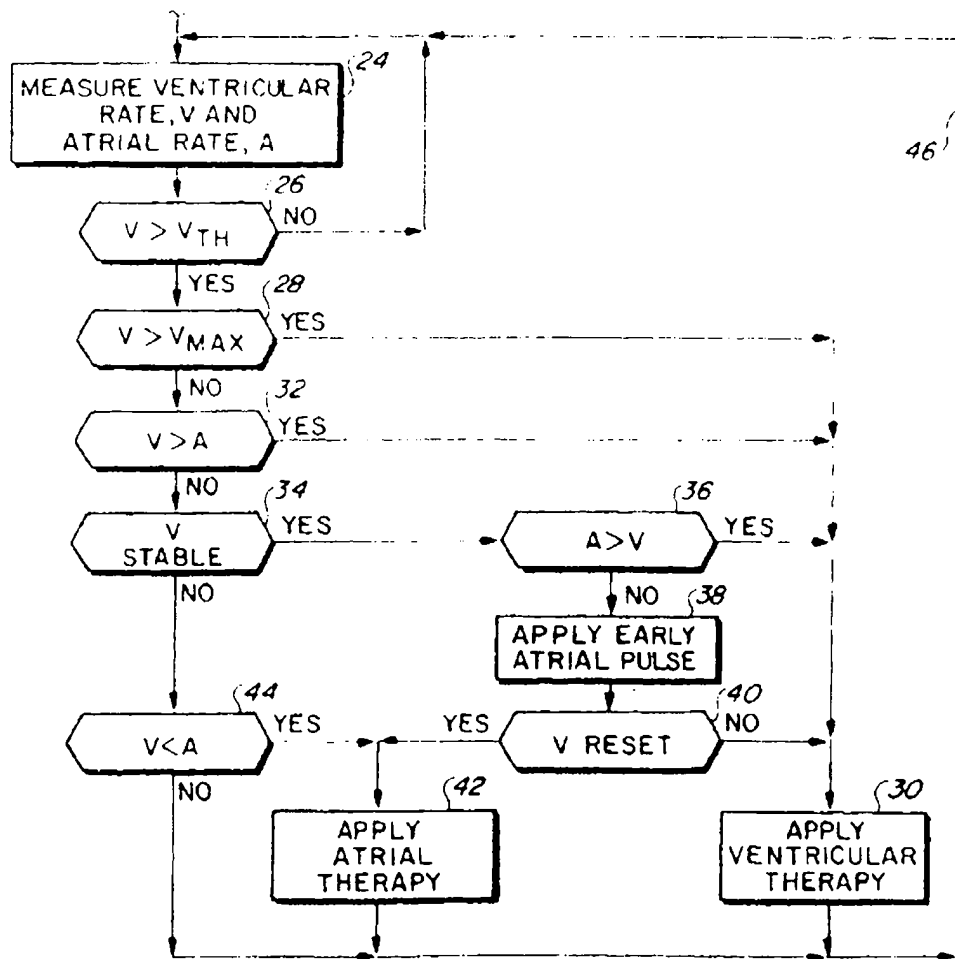 24
MEASURE VENTRICULAR
RATE, V AND
ATRIAL RATE, A
46
26
V > V TH
NO
YES
28
V > V MAX
YES
NO
32
V > A
YES
NO
34
V
STABLE
YES
NO
36
A > V
YES
NO
38
APPLY EARLY
ATRIAL PULSE
40
V RESET
YES
NO
44
V < A
YES
NO
42
APPLY
ATRIAL
THERAPY
30
APPLY
VENTRICULAR
THERAPY